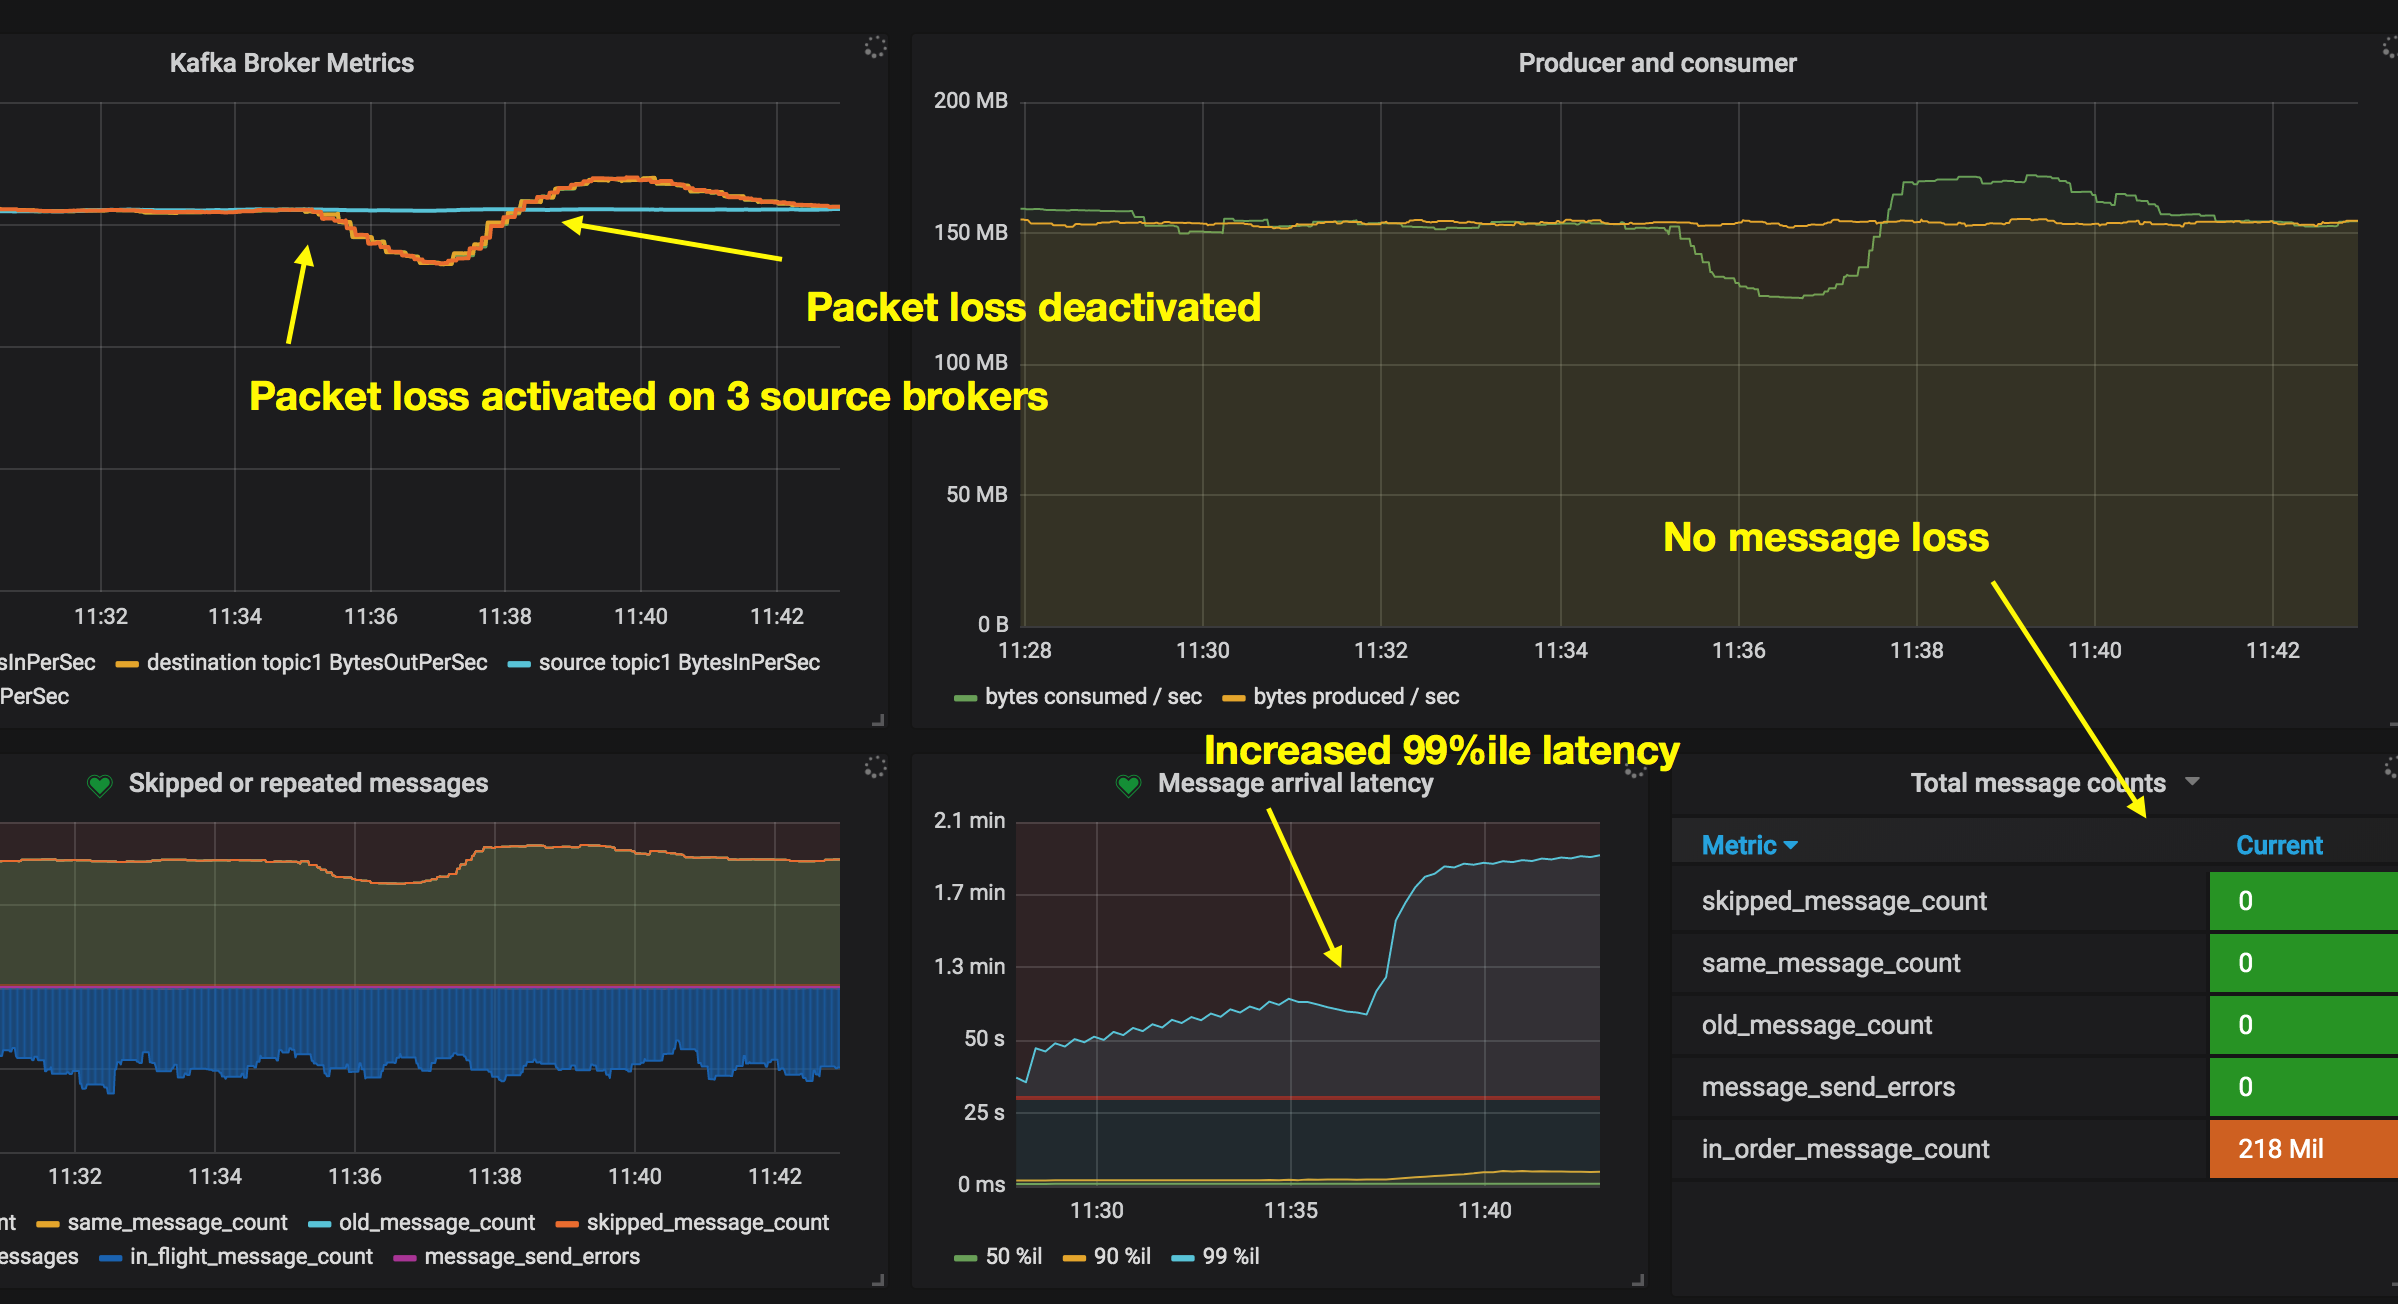 Kafka Broker Metrics
11:32 11:34 11:36 11:38 11:40 11:42
sInPerSec destination topic1 BytesOutPerSec source topic1 BytesInPerSec
PerSec
Packet loss activated on 3 source brokers
Packet loss deactivated
Producer and consumer
200 MB
150 MB
100 MB
50 MB
0 B
11:28 11:30 11:32 11:34 11:36 11:38 11:40 11:42
bytes consumed / sec bytes produced / sec
No message loss
Skipped or repeated messages
11:32 11:34 11:36 11:38 11:40 11:42
nt same_message_count old_message_count skipped_message_count
essages in_flight_message_count message_send_errors
Increased 99%ile latency
Message arrival latency
2.1 min
1.7 min
1.3 min
50 s
25 s
0 ms
11:30 11:35 11:40
50 %il 90 %il 99 %il
Total message counts
Metric Current
skipped_message_count 0
same_message_count 0
old_message_count 0
message_send_errors 0
in_order_message_count 218 Mil